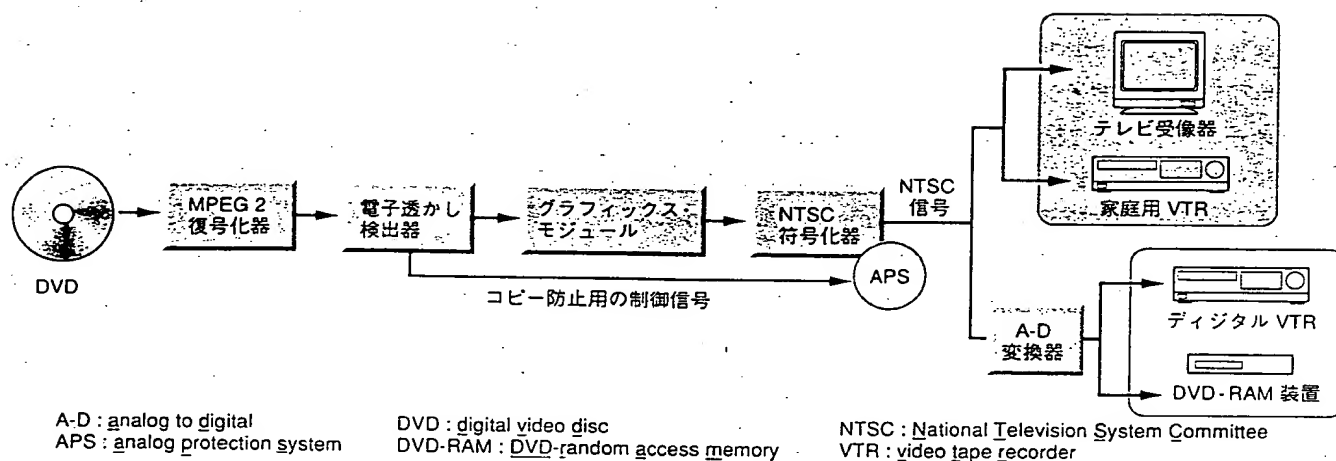 DVD
MPEG 2
復号化器
電子透かし
検出器
グラフィックス・
モジュール
NTSC
符号化器
APS
コピー防止用の制御信号
NTSC
信号
テレビ受像器
家庭用 VTR
A-D
変換器
ディジタル VTR
DVD-RAM 装置
A-D : analog to digital
APS : analog protection system
DVD : digital video disc
DVD-RAM : DVD-random access memory
NTSC : National Television System Committee
VTR : video tape recorder